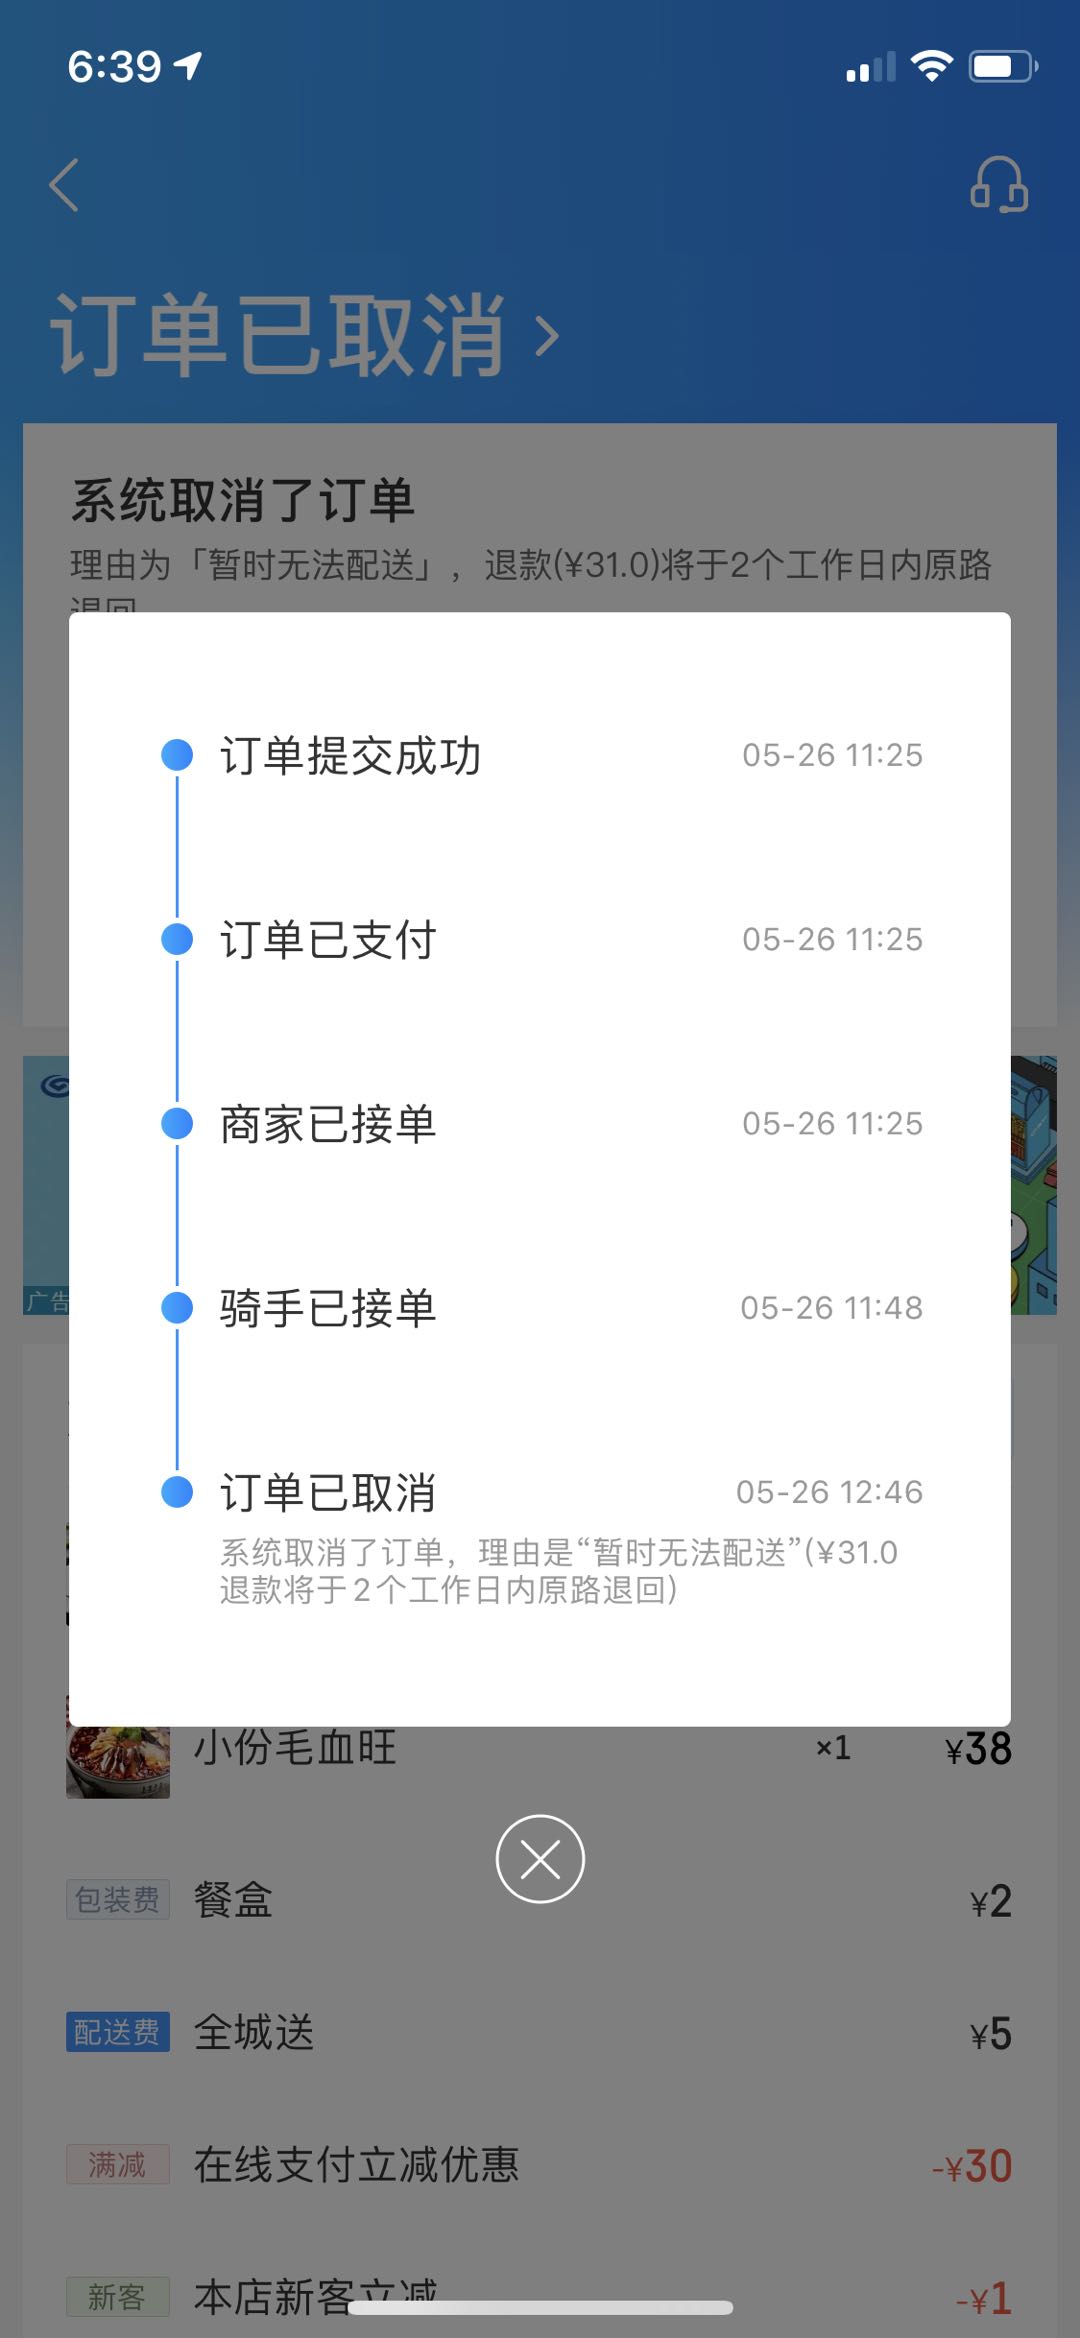 6:39
订单已取消
系统取消了订单
理由为「暂时无法配送」，退款(¥31.0)将于2个工作日内原路
退回
订单提交成功 05-26 11:25
订单已支付 05-26 11:25
商家已接单 05-26 11:25
广告
骑手已接单 05-26 11:48
订单已取消 05-26 12:46
系统取消了订单，理由是“暂时无法配送”(¥31.0
退款将于2个工作日内原路退回)
小份毛血旺 ×1 ¥38
包装费 餐盒 ¥2
配送费 全城送 ¥5
满减 在线支付立减优惠 -¥30
新客 本店新客立减 -¥1